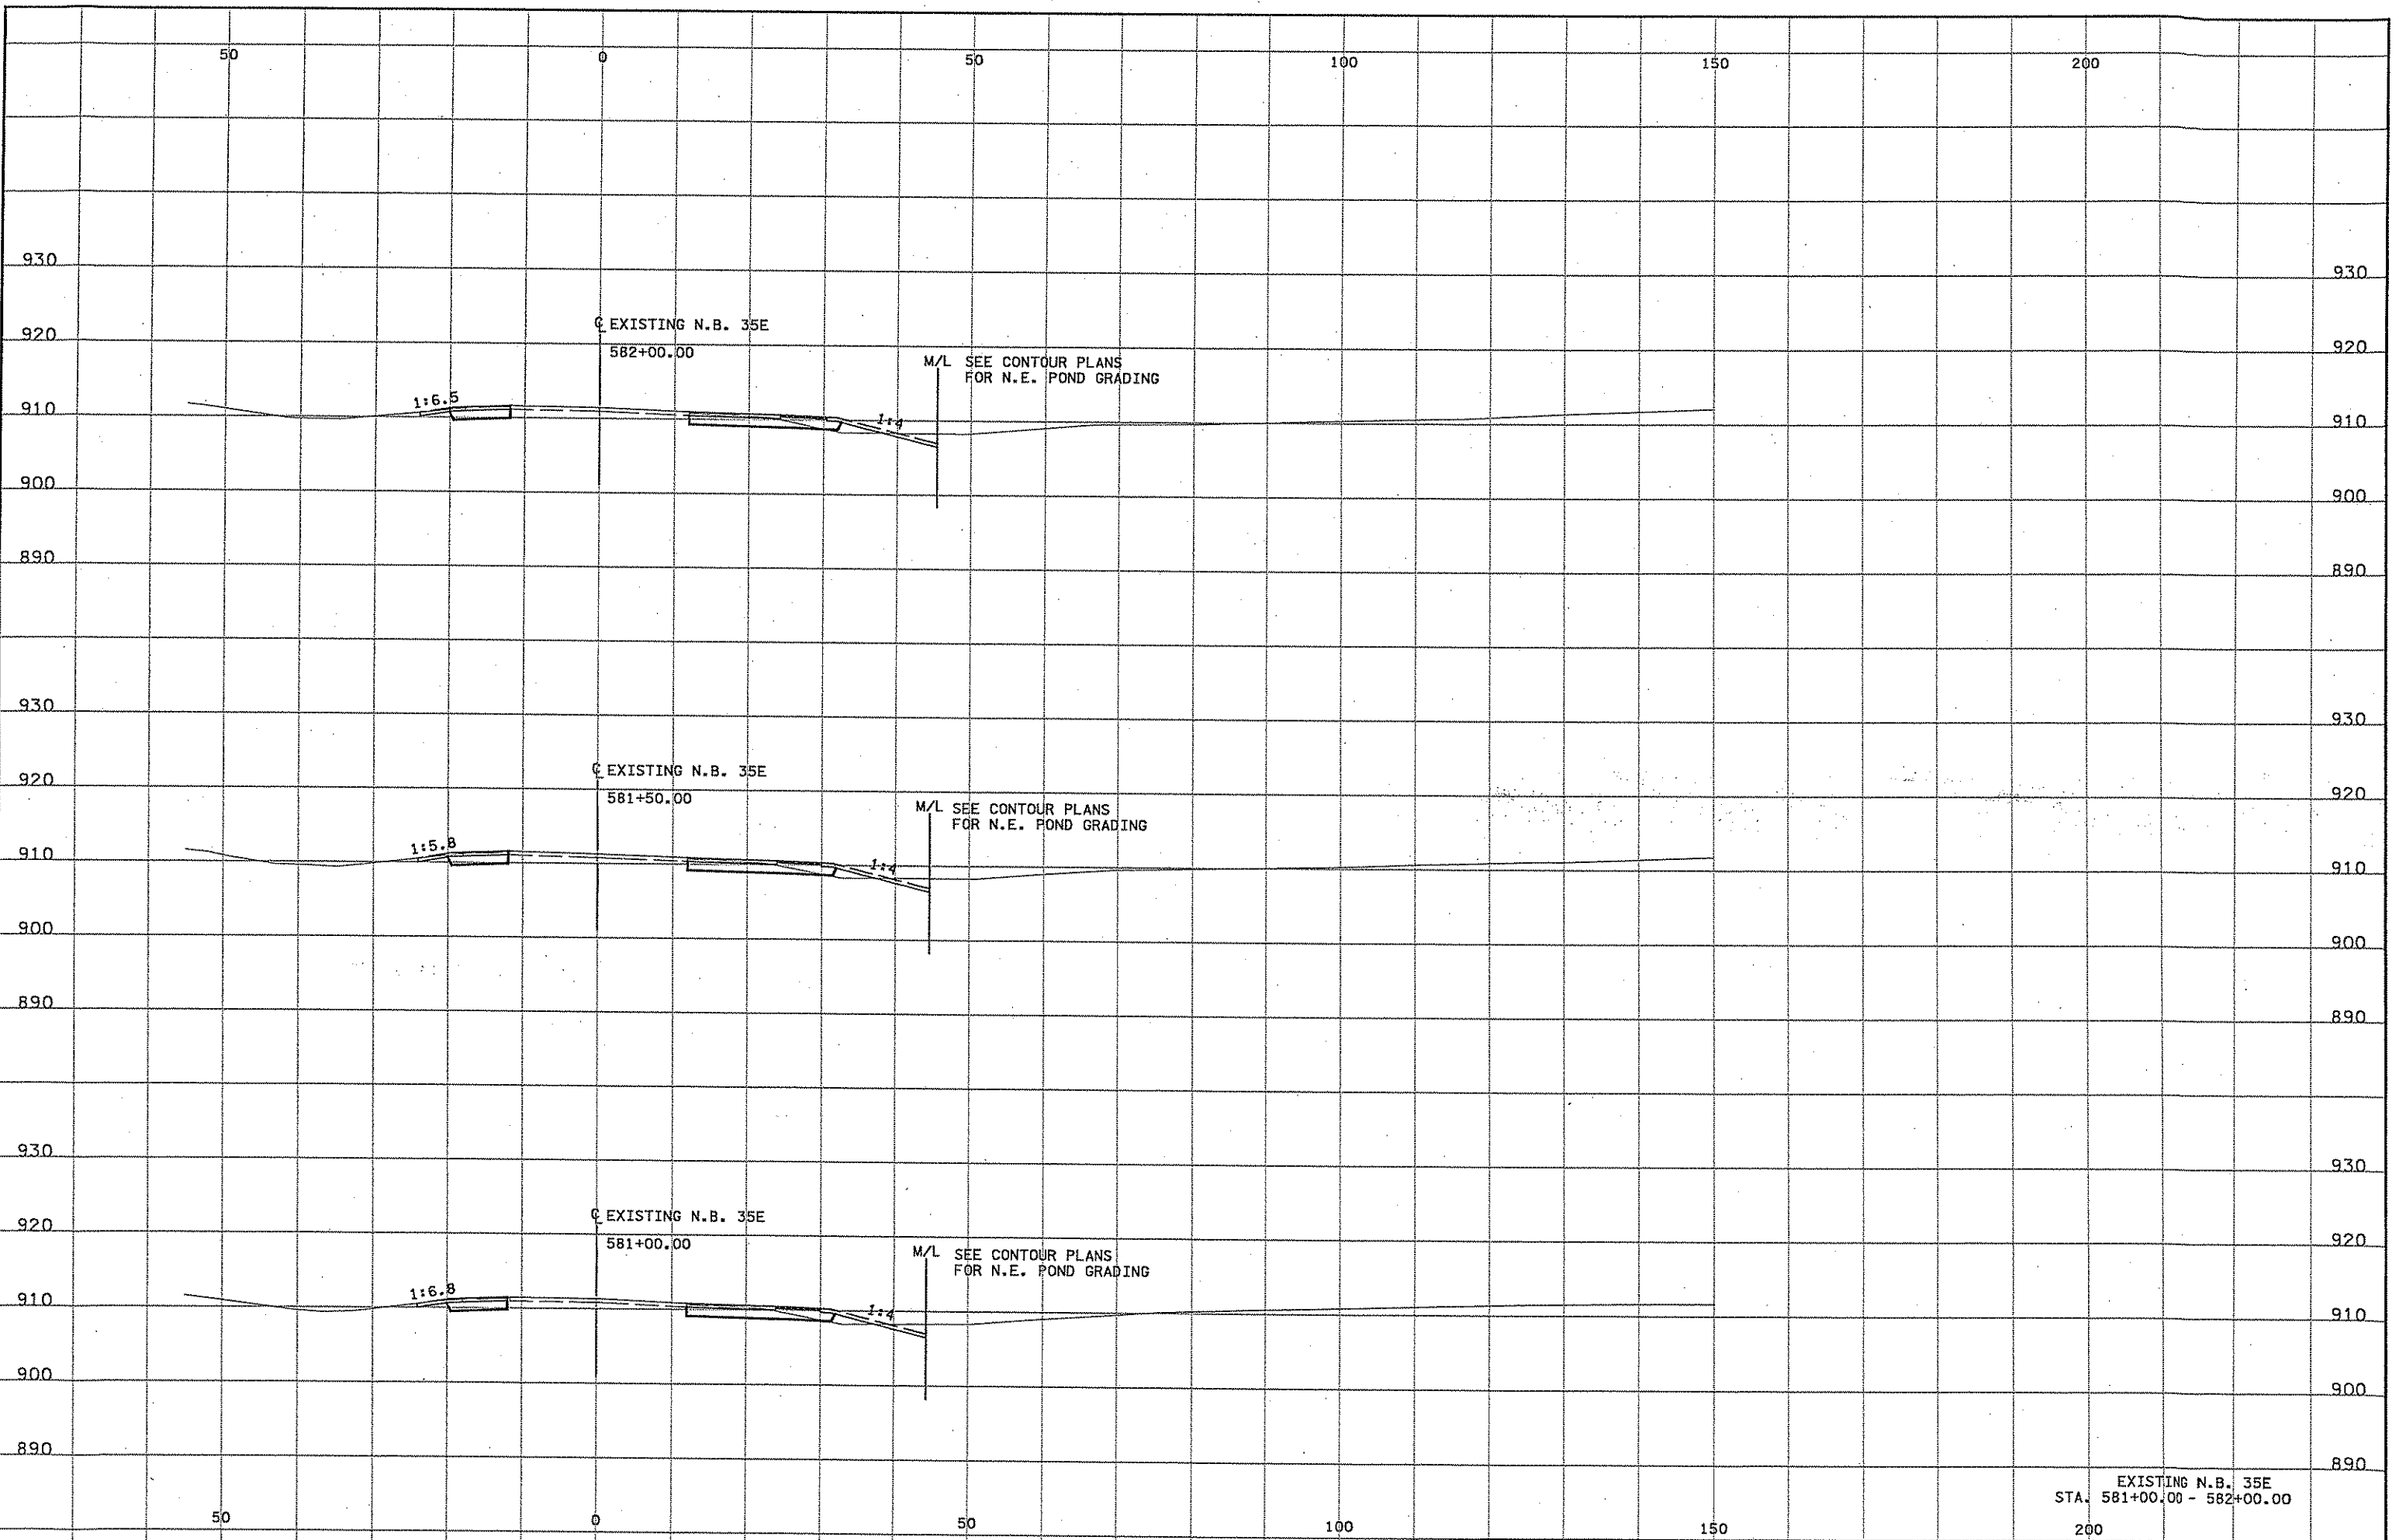 50 0 50 100 150 200
930 930
℄ EXISTING N.B. 35E
920 920
582+00.00
M/L SEE CONTOUR PLANS
FOR N.E. POND GRADING
1:6.5
910 1:4 910
900 900
890 890
930 930
℄ EXISTING N.B. 35E
920 920
581+50.00
M/L SEE CONTOUR PLANS
FOR N.E. POND GRADING
1:5.8
910 1:4 910
900 900
890 890
930 930
℄ EXISTING N.B. 35E
920 920
581+00.00
M/L SEE CONTOUR PLANS
FOR N.E. POND GRADING
1:6.8
910 1:4 910
900 900
890 890
EXISTING N.B. 35E
STA. 581+00.00 - 582+00.00
50 0 50 100 150 200